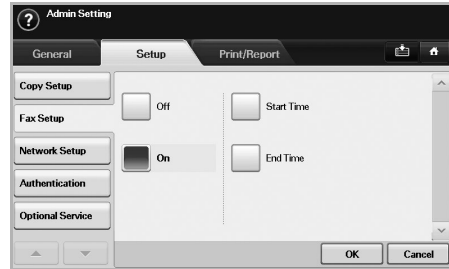 ? Admin Setting
General Setup Print/Report
Copy Setup
Fax Setup
Network Setup
Authentication
Optional Service
Off Start Time
On End Time
OK Cancel